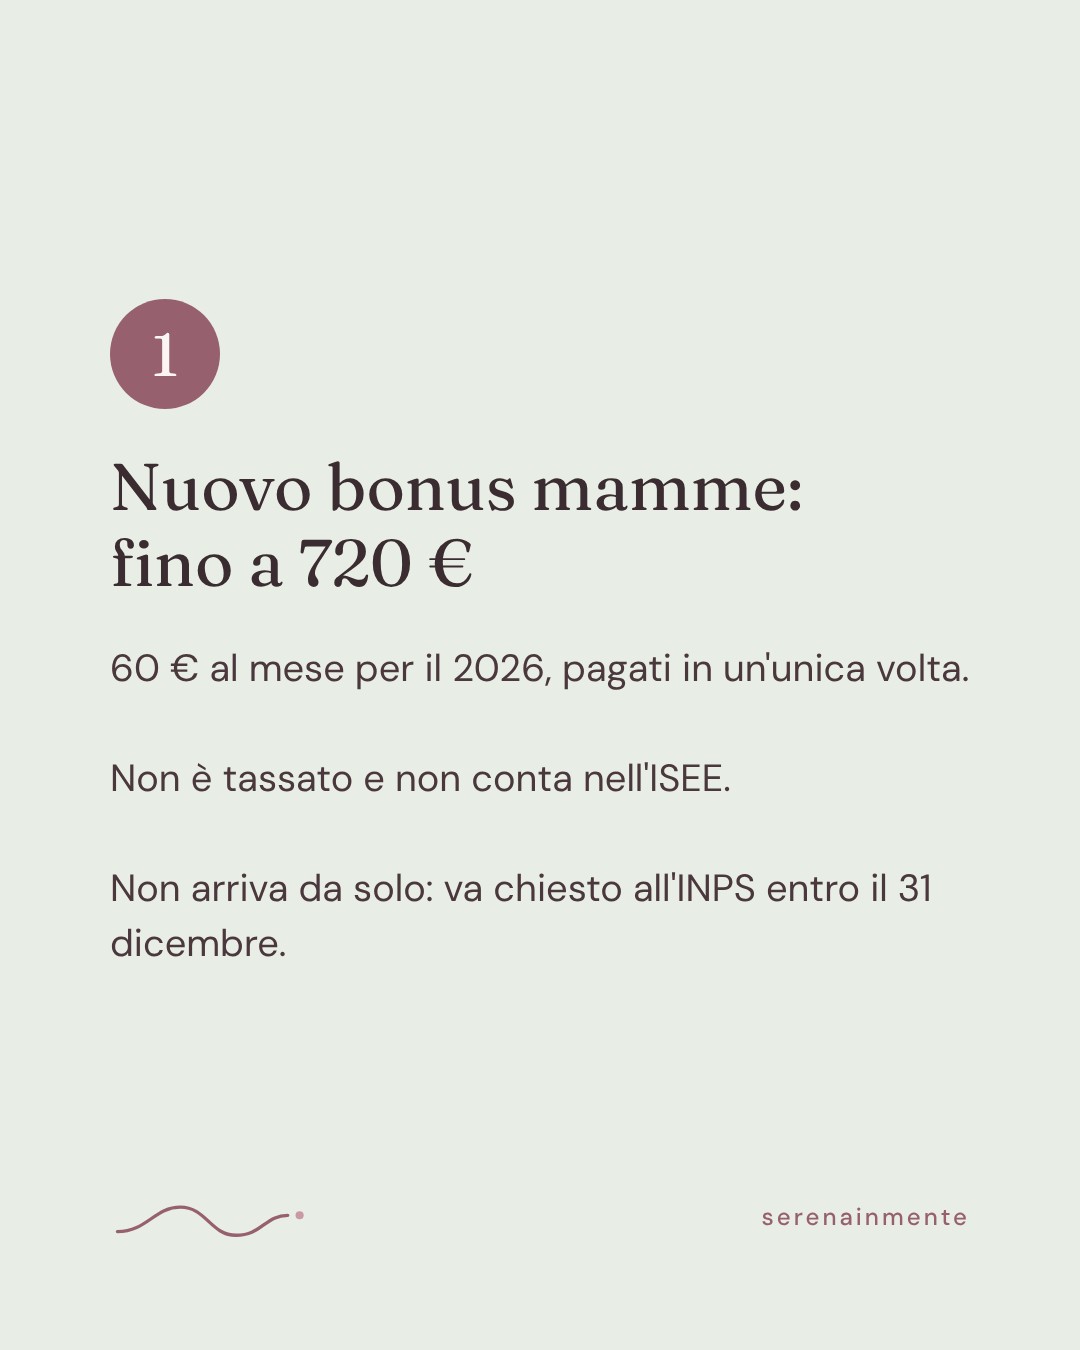 1
Nuovo bonus mamme:
fino a 720 €
60 € al mese per il 2026, pagati in un'unica volta.
Non è tassato e non conta nell'ISEE.
Non arriva da solo: va chiesto all'INPS entro il 31
dicembre.
serenainmente